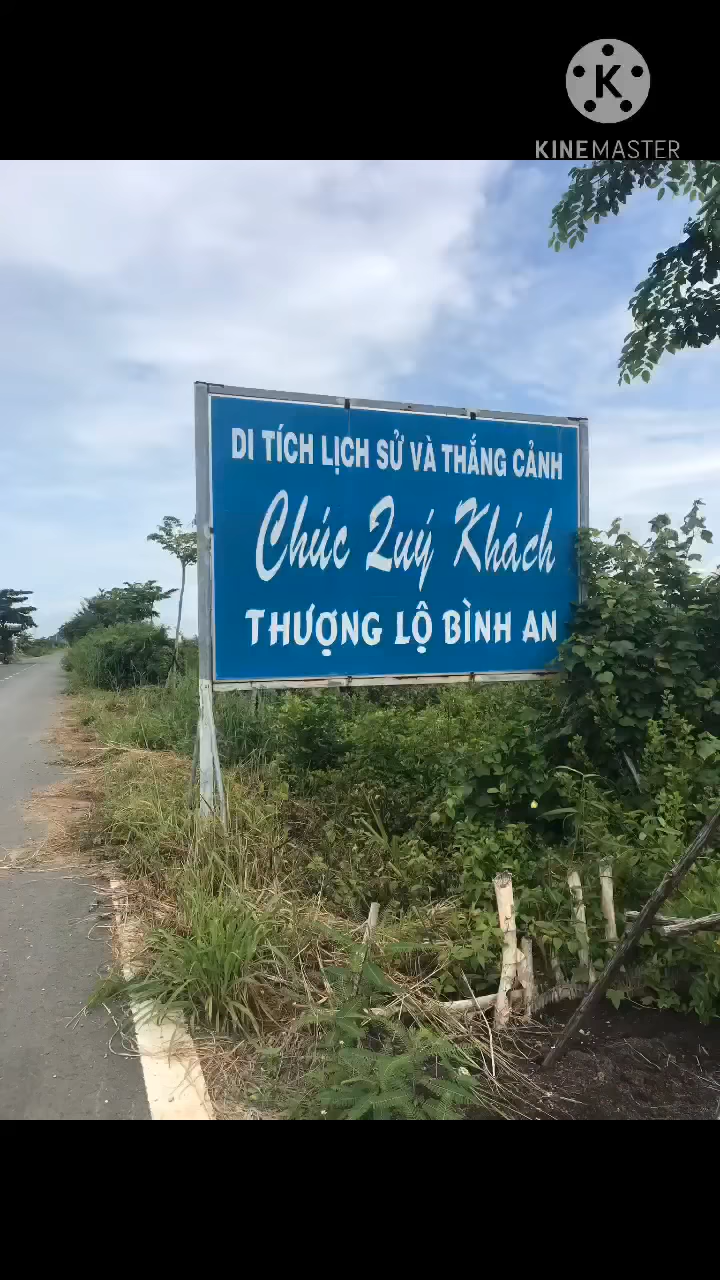 K
KINEMASTER
DI TÍCH LỊCH SỬ VÀ THẮNG CẢNH
Chúc Quý Khách
THƯỢNG LỘ BÌNH AN